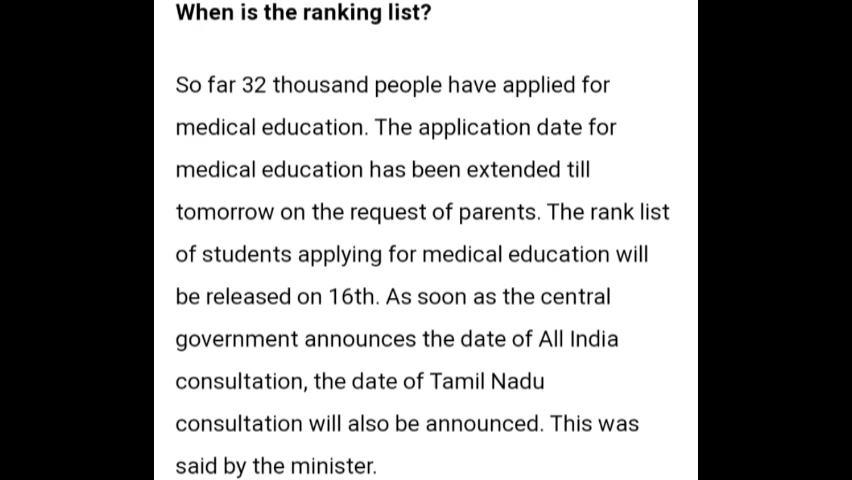 When is the ranking list?
So far 32 thousand people have applied for
medical education. The application date for
medical education has been extended till
tomorrow on the request of parents. The rank list
of students applying for medical education will
be released on 16th. As soon as the central
government announces the date of All India
consultation, the date of Tamil Nadu
consultation will also be announced. This was
said by the minister.